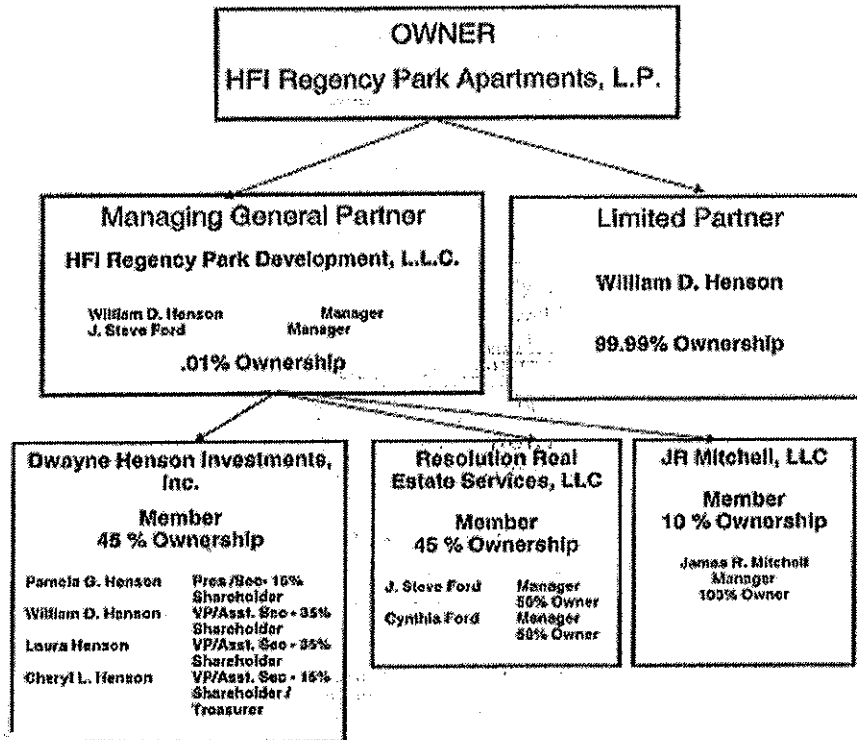 OWNER
HFI Regency Park Apartments, L.P.
Managing General Partner
HFI Regency Park Development, L.L.C.
William D. Henson Manager
J. Steve Ford Manager
.01% Ownership
Limited Partner
William D. Henson
99.99% Ownership
Dwayne Henson Investments,
Inc.
Member
45 % Ownership
Pamela G. Henson Pres/Sec- 15%
Shareholder
William D. Henson VP/Asst. Sec - 35%
Shareholder
Laura Henson VP/Asst. Sec - 35%
Shareholder
Cheryl L. Henson VP/Asst. Sec - 15%
Shareholder /
Treasurer
Resolution Real
Estate Services, LLC
Member
45 % Ownership
J. Steve Ford Manager
50% Owner
Cynthia Ford Manager
50% Owner
JR Mitchell, LLC
Member
10 % Ownership
James R. Mitchell
Manager
100% Owner